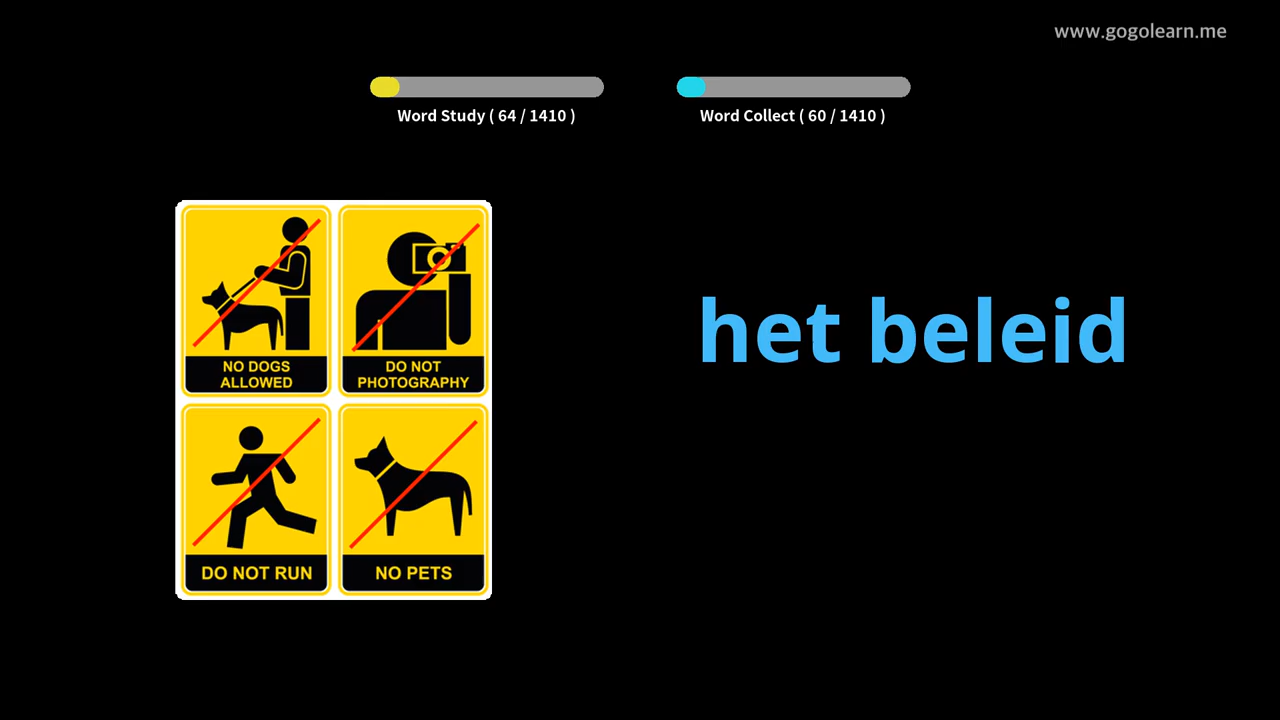 www.gogolearn.me
Word Study ( 64 / 1410 )
Word Collect ( 60 / 1410 )
NO DOGS
ALLOWED
DO NOT
PHOTOGRAPHY
het beleid
DO NOT RUN
NO PETS